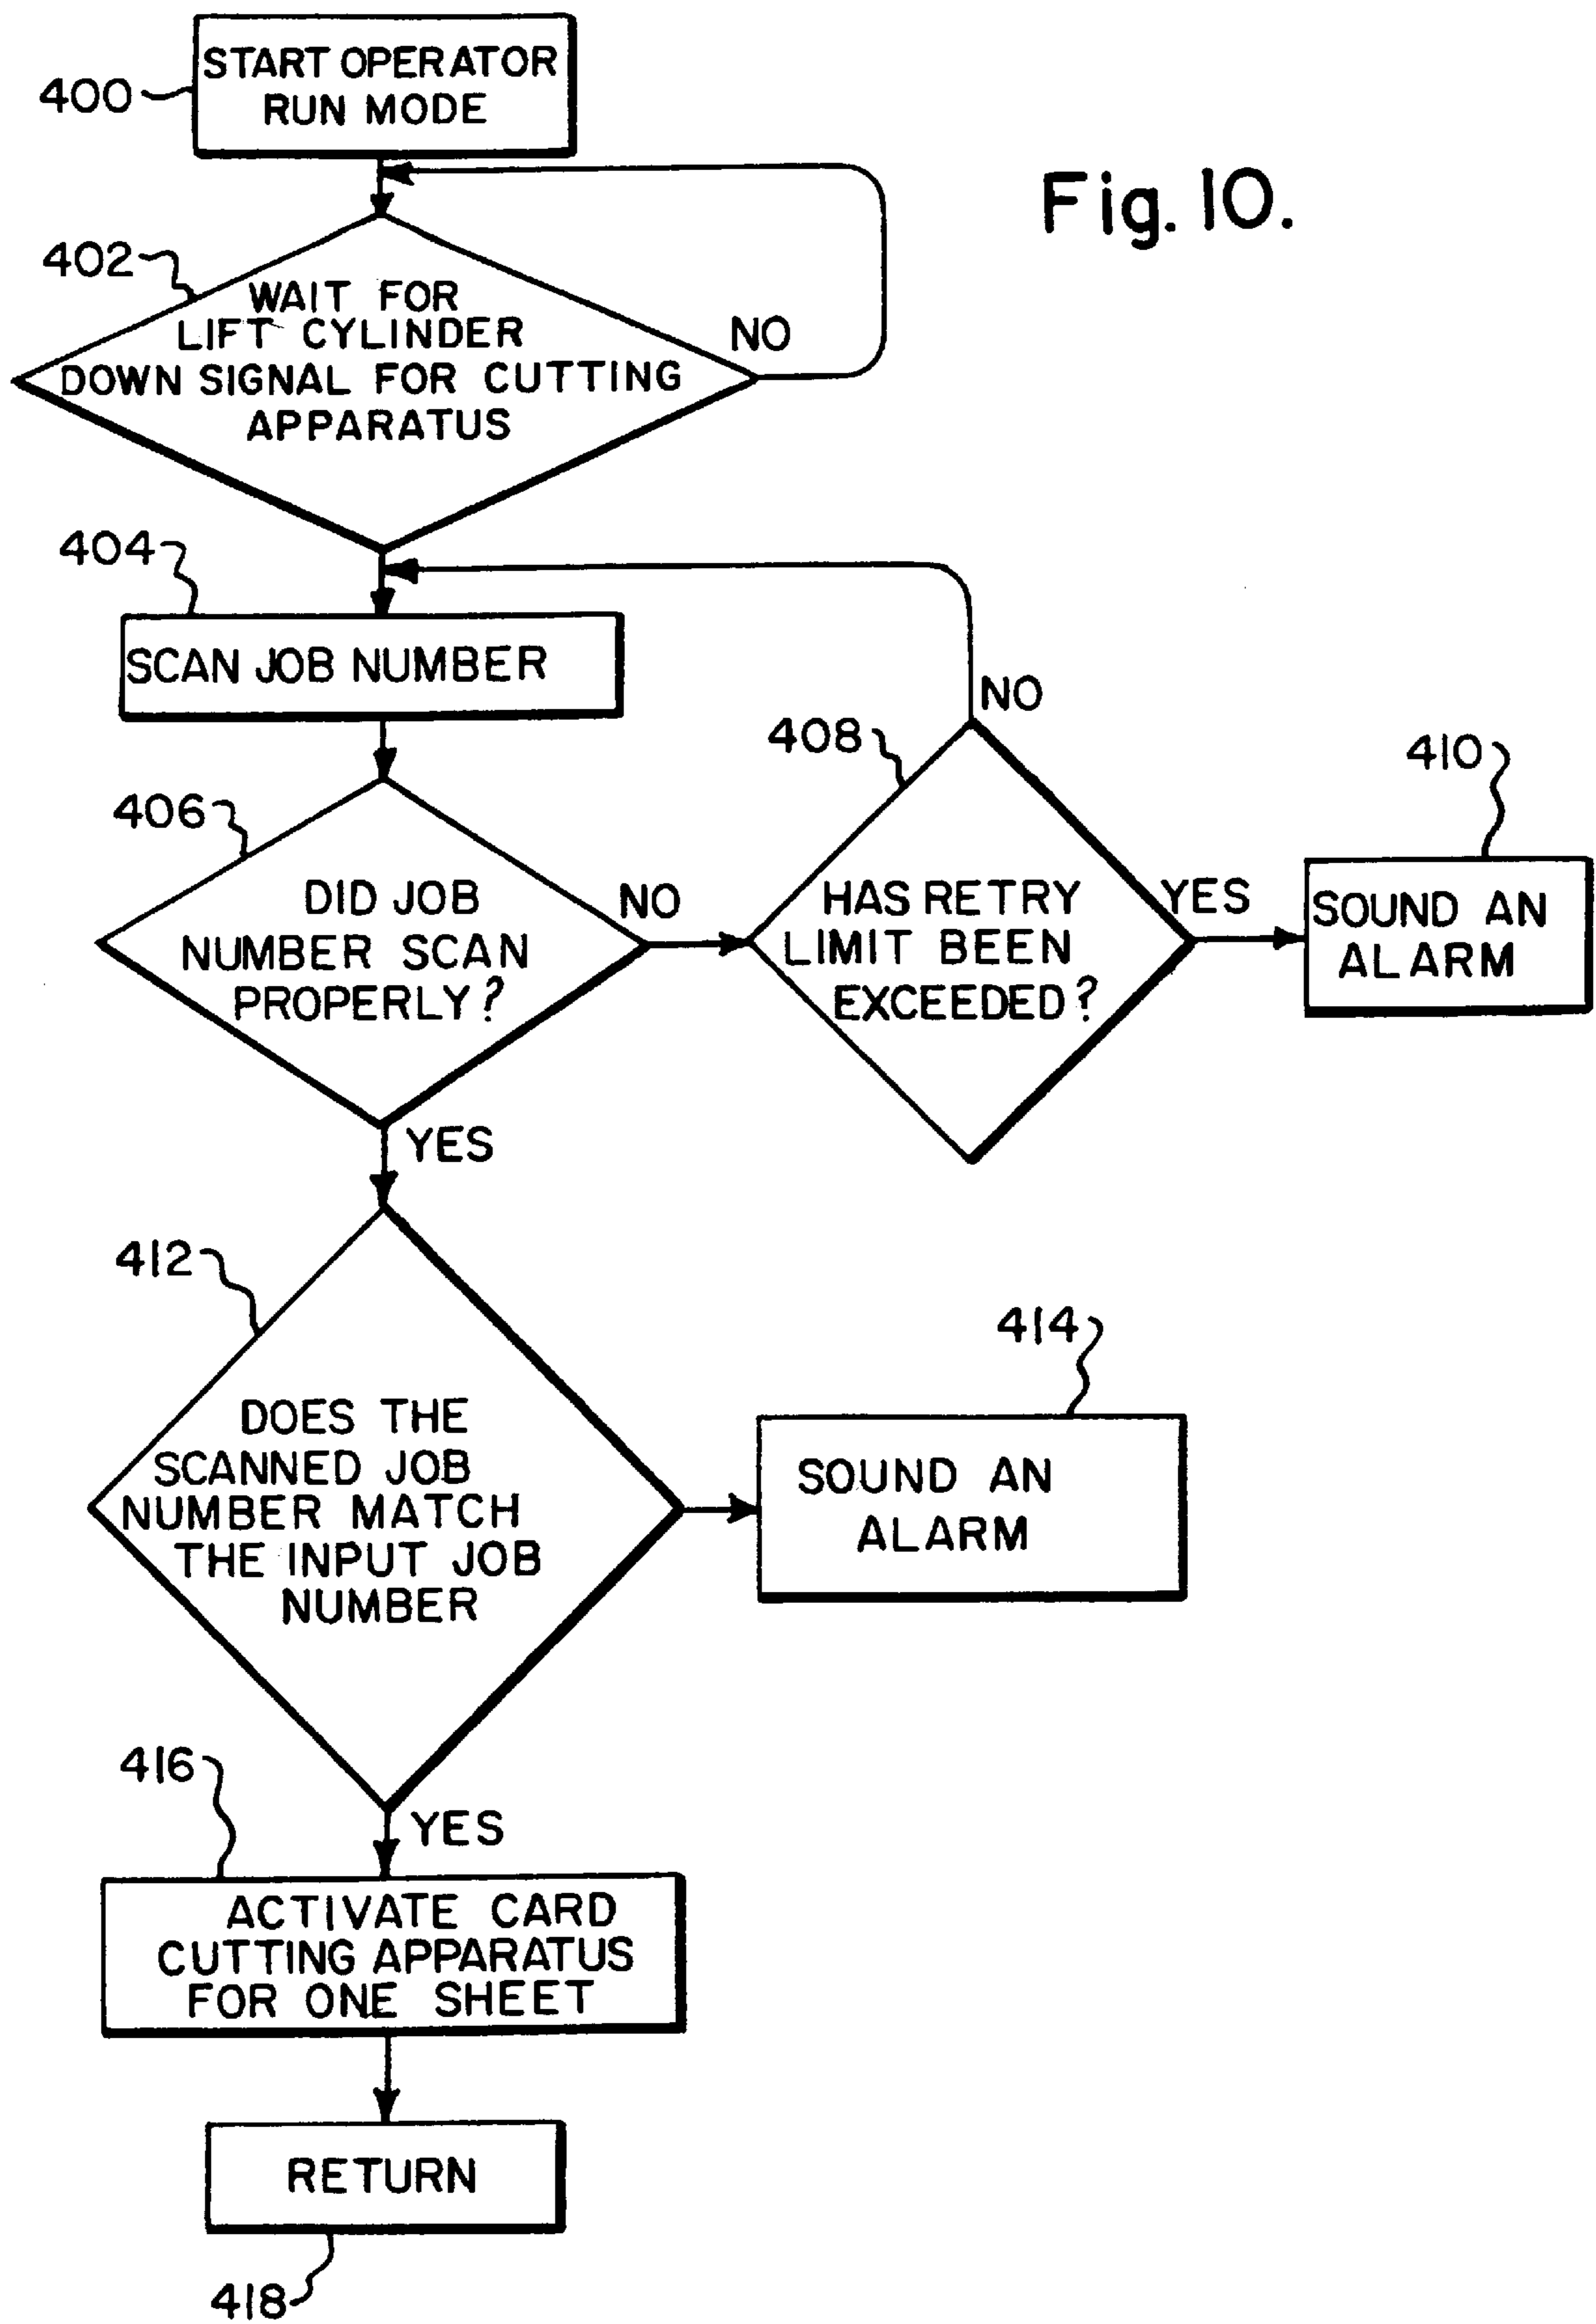 START OPERATOR
RUN MODE
400
Fig. 10.
402
WAIT FOR
LIFT CYLINDER
DOWN SIGNAL FOR CUTTING
APPARATUS
NO
404
SCAN JOB NUMBER
406
DID JOB
NUMBER SCAN
PROPERLY?
NO
YES
408
NO
HAS RETRY
LIMIT BEEN
EXCEEDED?
YES
410
SOUND AN
ALARM
412
DOES THE
SCANNED JOB
NUMBER MATCH
THE INPUT JOB
NUMBER
414
SOUND AN
ALARM
YES
416
ACTIVATE CARD
CUTTING APPARATUS
FOR ONE SHEET
RETURN
418